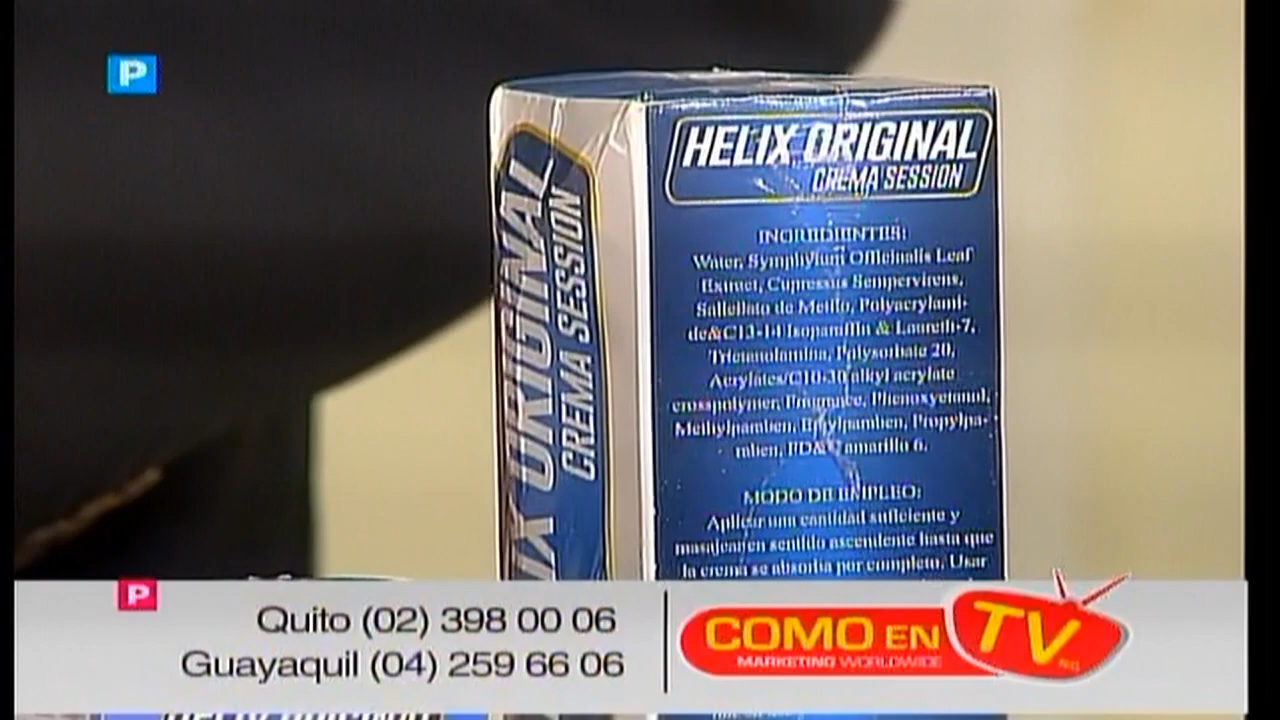 P
HELIX ORIGINAL
CREMA SESSION
HELIX ORIGINAL
CREMA SESSION
INGREDIENTES:
Water, Symphytum Officinalis Leaf
Extract, Cupressus Sempervirens,
Salicilato de Metilo, Polyacrylami-
de&C13-14 Isoparaffin & Laureth-7,
Trietanolamina, Polysorbate 20,
Acrylates/C10-30 alkyl acrylate
crosspolymer, Fragrance, Phenoxyetanol,
Methylparaben, Propylpa-
raben, FD&C amarillo 6.
MODO DE EMPLEO:
Aplicar una cantidad suficiente y
masajear en sentido ascendente hasta que
la crema se absorba por completo. Usar
P
Quito (02) 398 00 06
Guayaquil (04) 259 66 06
COMO EN TV
MARKETING WORLDWIDE